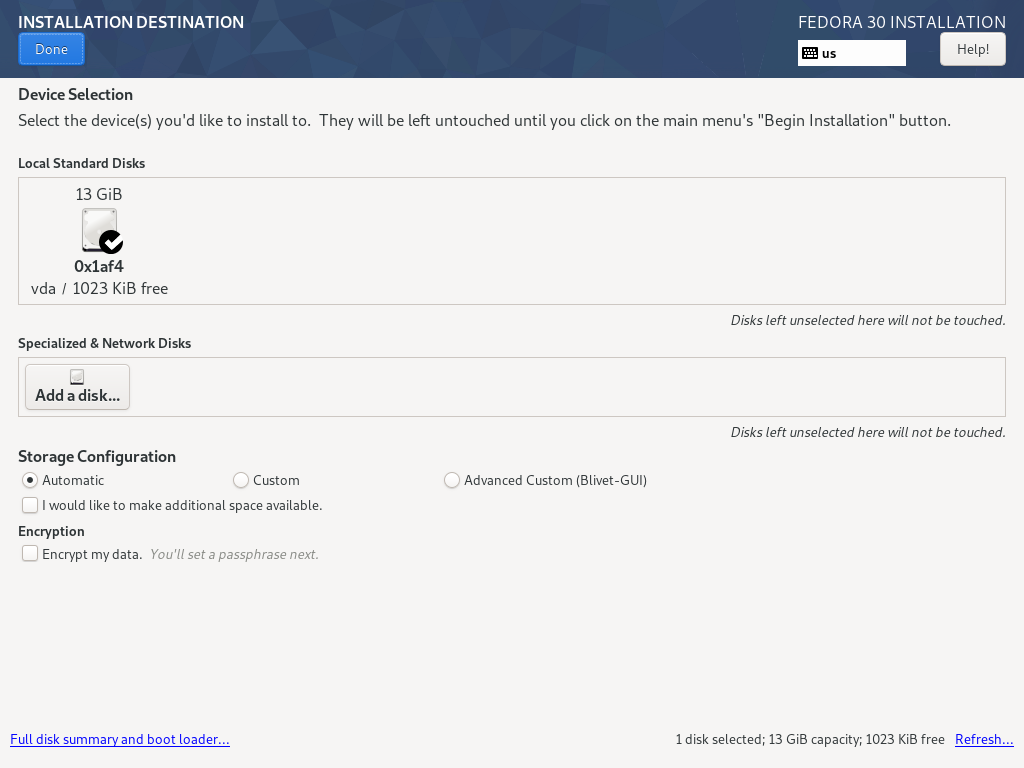 INSTALLATION DESTINATION
FEDORA 30 INSTALLATION
Done
us
Help!
Device Selection
Select the device(s) you'd like to install to.  They will be left untouched until you click on the main menu's "Begin Installation" button.
Local Standard Disks
13 GiB
0x1af4
vda / 1023 KiB free
Disks left unselected here will not be touched.
Specialized & Network Disks
Add a disk...
Disks left unselected here will not be touched.
Storage Configuration
Automatic
Custom
Advanced Custom (Blivet-GUI)
I would like to make additional space available.
Encryption
Encrypt my data. You'll set a passphrase next.
Full disk summary and boot loader...
1 disk selected; 13 GiB capacity; 1023 KiB free
Refresh...